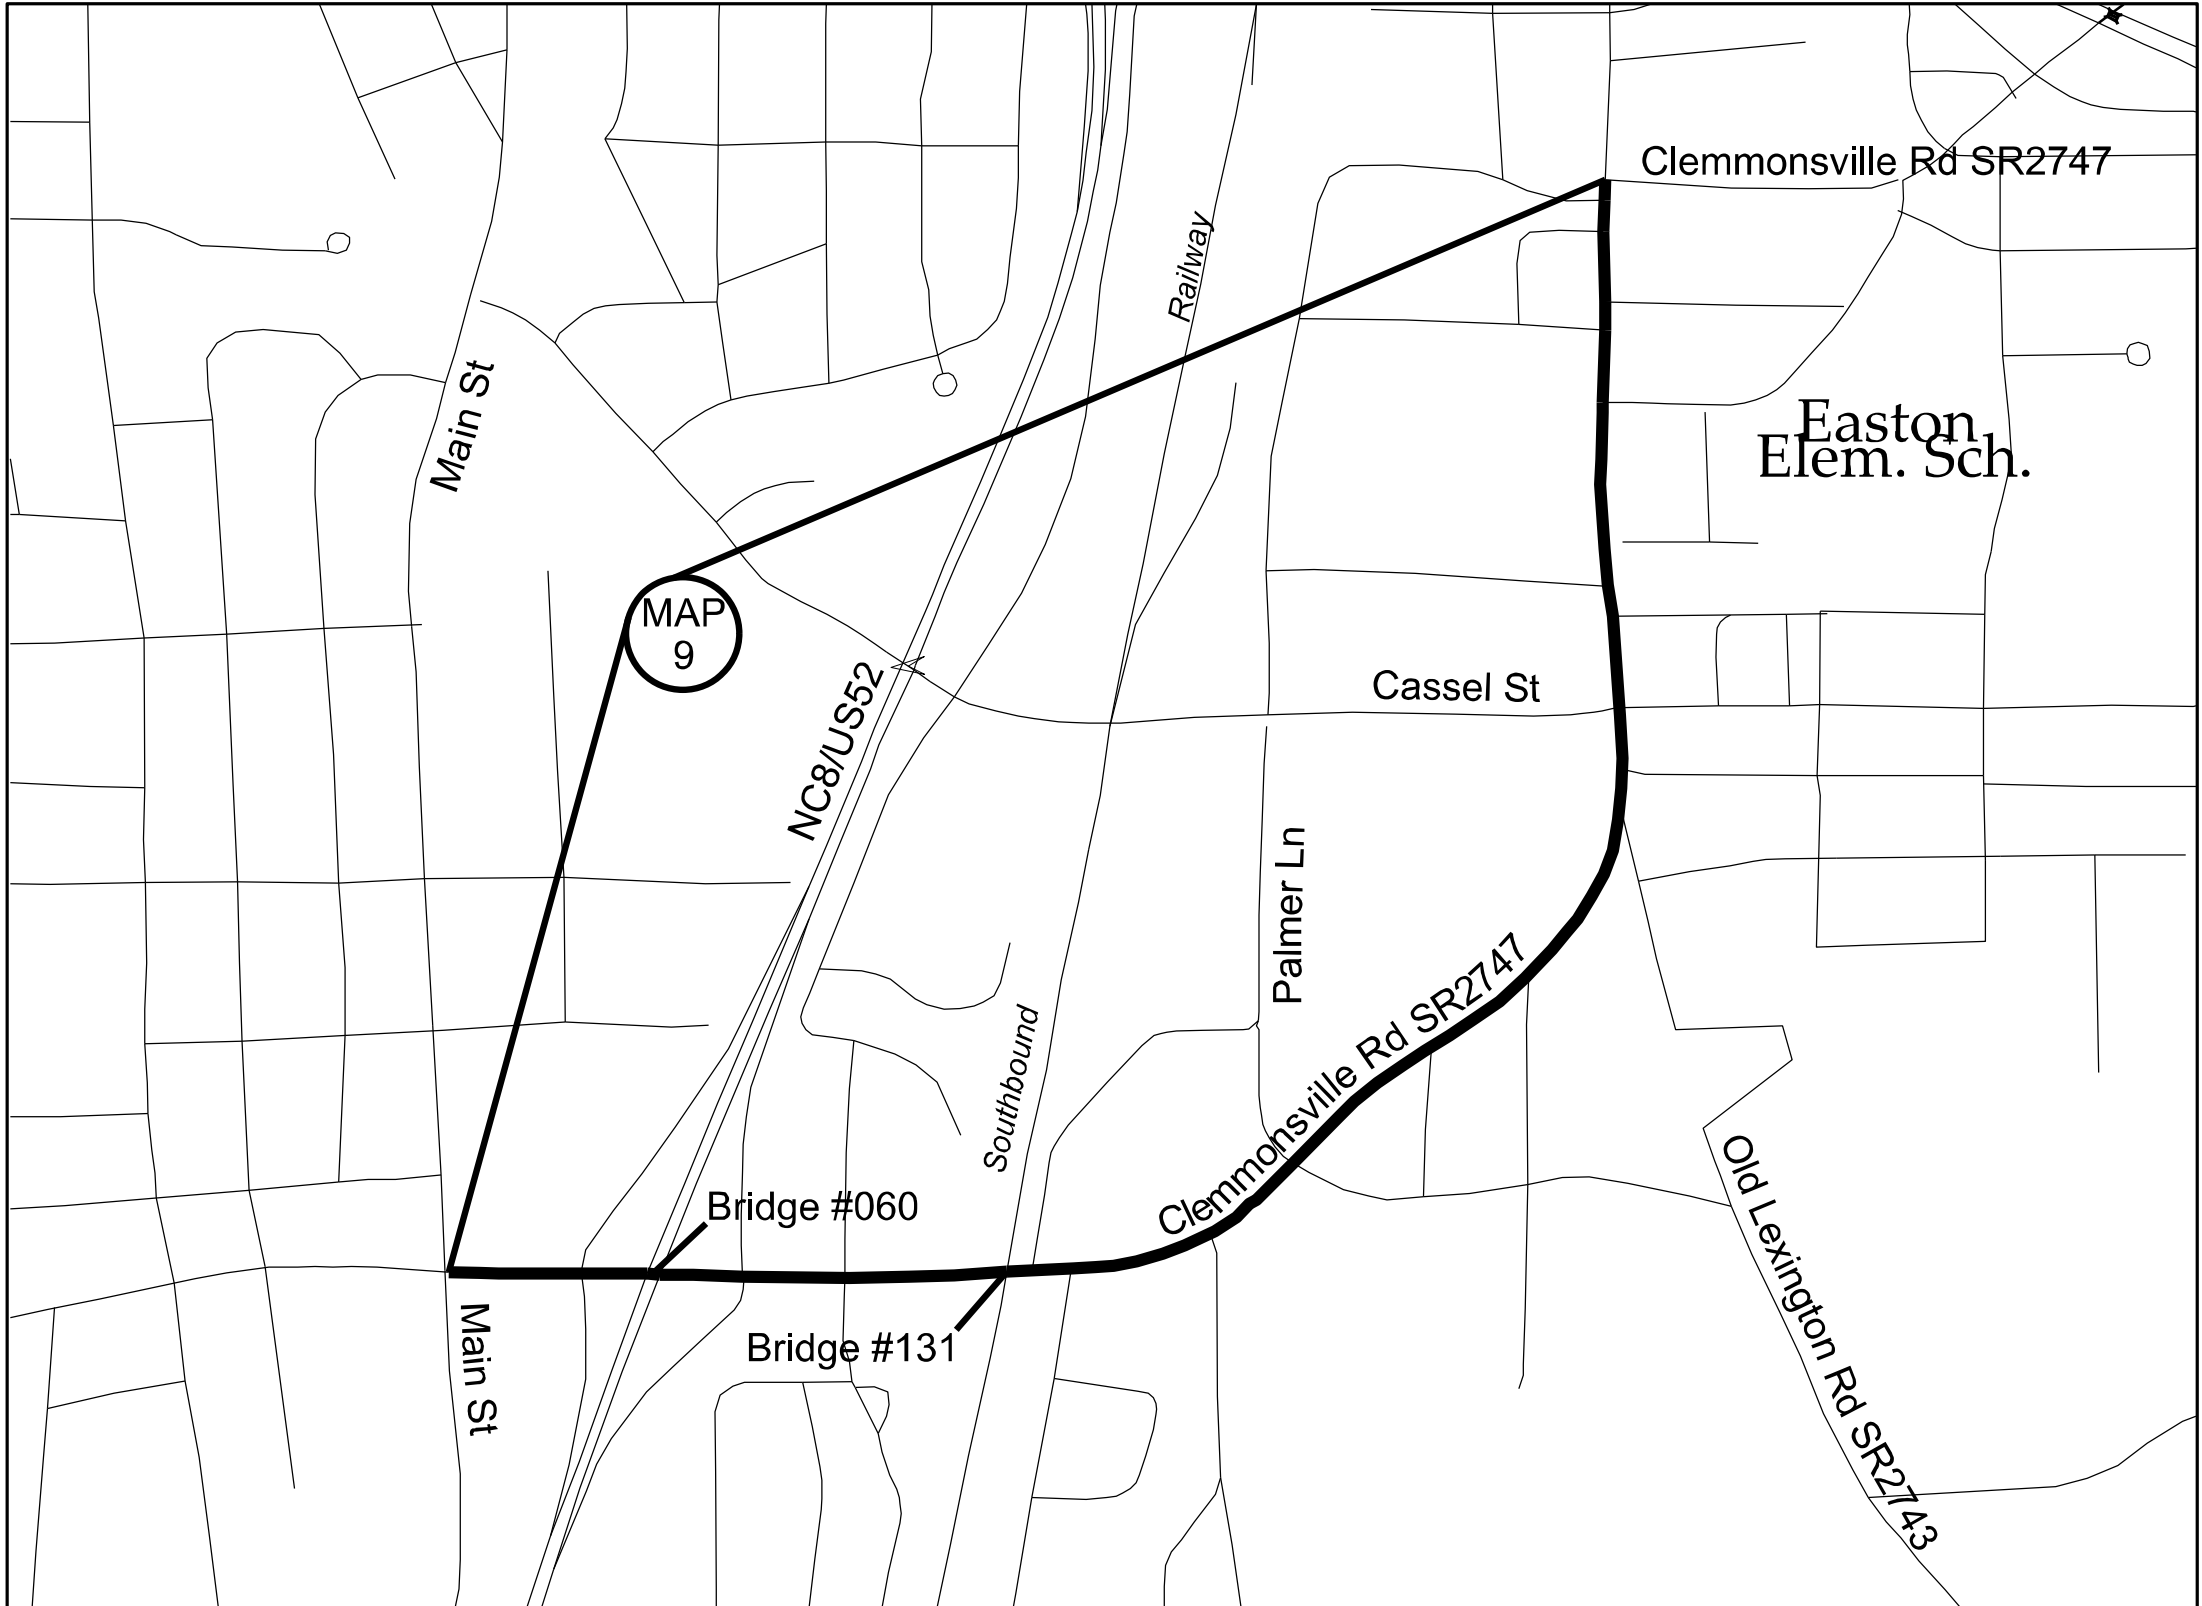 Clemmonsville Rd SR2747
Railway
Main St
Easton
Elem. Sch.
MAP
9
NC8/US52
Cassel St
Palmer Ln
Clemmonsville Rd SR2747
Southbound
Bridge #060
Old Lexington Rd SR2743
Bridge #131
Main St